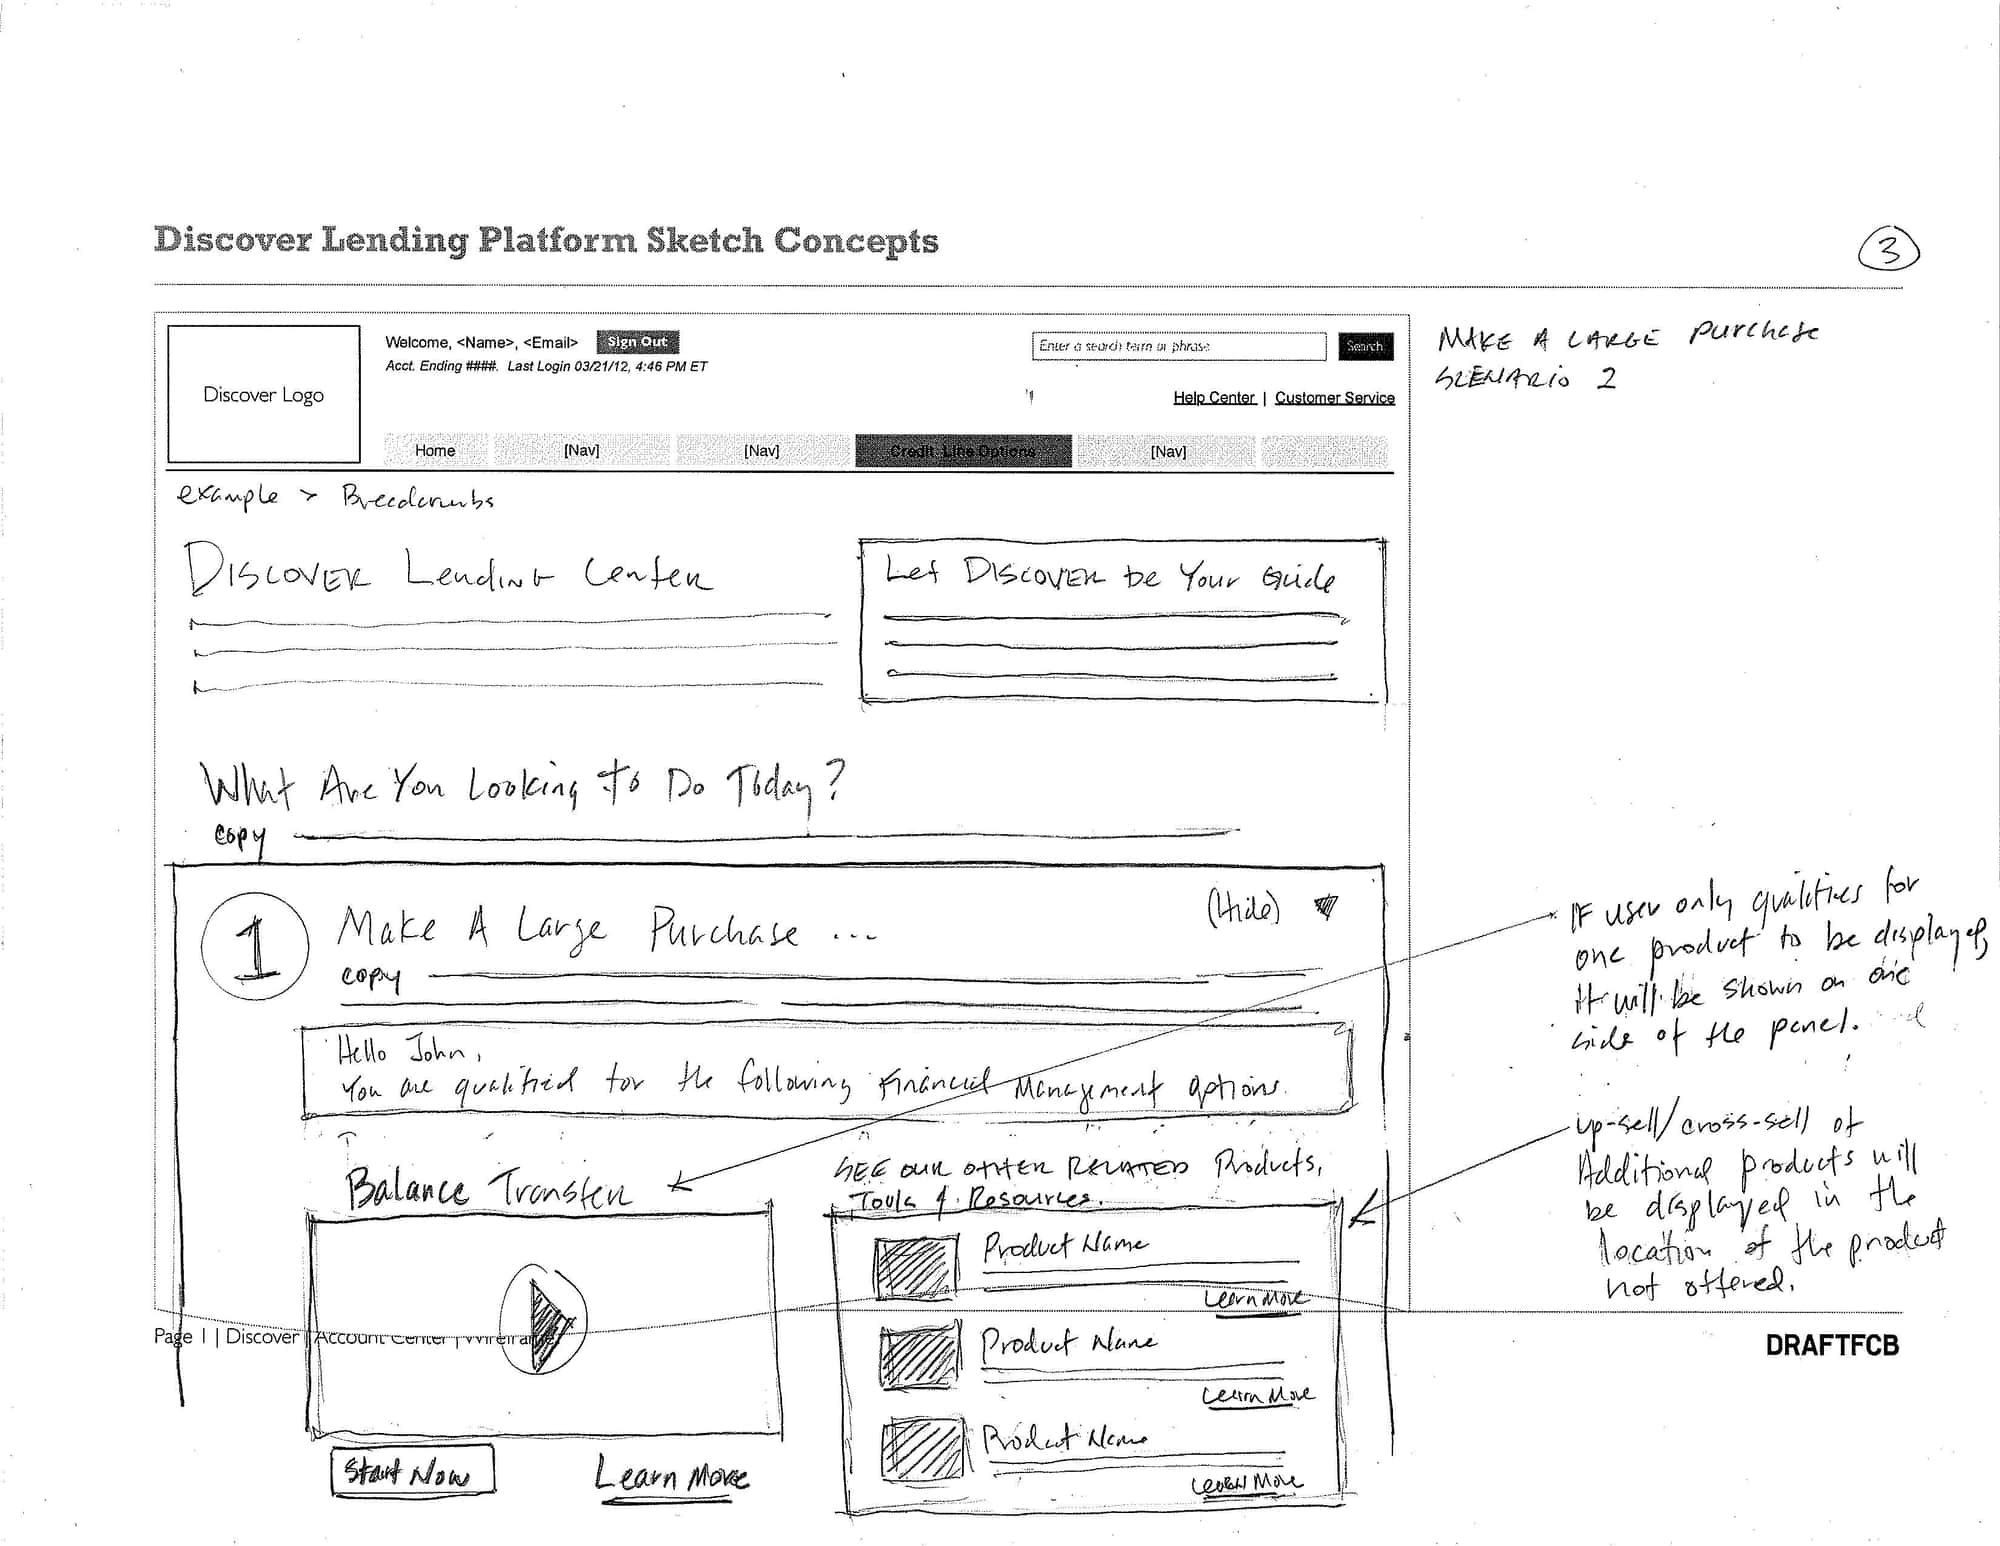 Discover Lending Platform Sketch Concepts
3
Discover Logo
Welcome, <Name>, <Email>
Sign Out
Acct. Ending ####. Last Login 03/21/12, 4:46 PM ET
Enter a search term or phrase
Search
Help Center | Customer Service
Home
[Nav]
[Nav]
Credit Line Options
[Nav]
MAKE A LARGE PURCHASE
SCENARIO 2
example > Breadcrumbs
DISCOVER Lending Center
Let DISCOVER be Your Guide
What Are You Looking to Do Today?
copy
1
Make A Large Purchase ...
(Hide)
copy
Hello John,
You are qualified for the following Financial Management options.
IF user only qualifies for
one product to be displayed,
It will be shown on one
side of the panel.
Balance Transfer
SEE OUR OTHER RELATED Products,
Tools & Resources.
up-sell/cross-sell of
Additional products will
be displayed in the
location of the product
not offered.
Product Name
Learn More
Product Name
Learn More
Product Name
Learn More
Start Now
Learn More
Page 1 | Discover | Account Center | Wireframe
DRAFTFCB